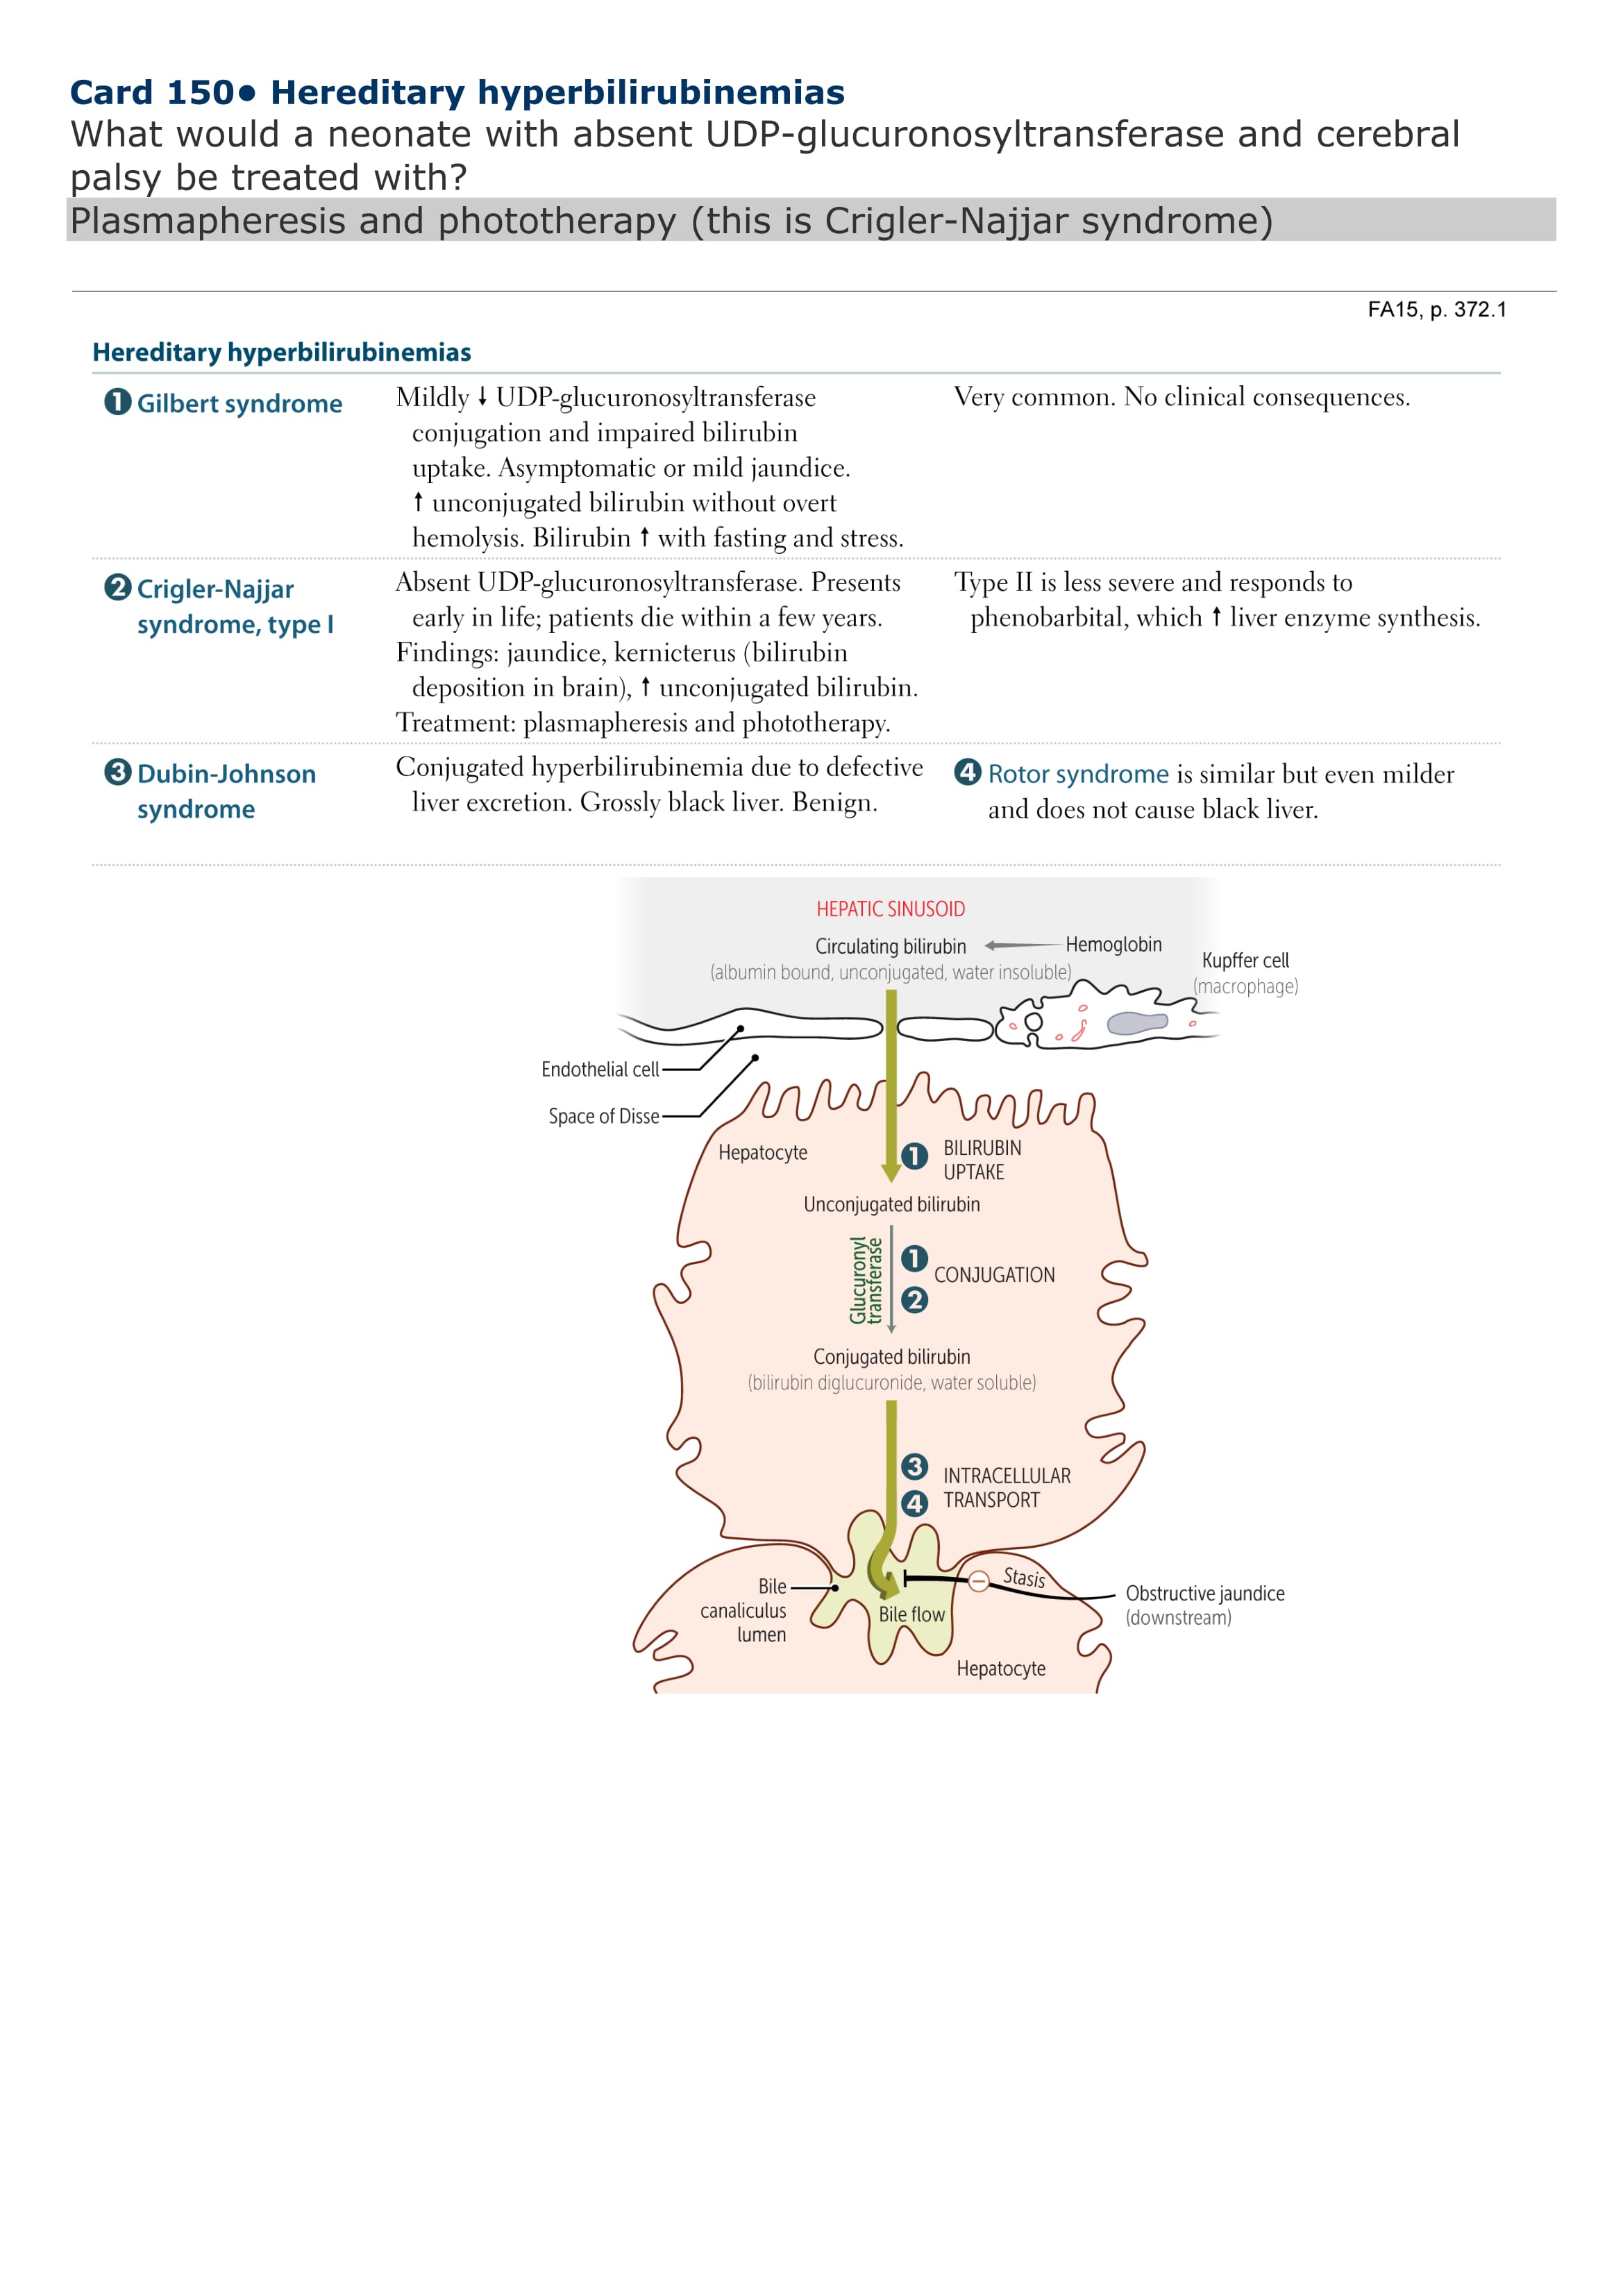 Card 150• Hereditary hyperbilirubinemias
What would a neonate with absent UDP-glucuronosyltransferase and cerebral
palsy be treated with?
Plasmapheresis and phototherapy (this is Crigler-Najjar syndrome)
FA15, p. 372.1
Hereditary hyperbilirubinemias
1 Gilbert syndrome
Mildly ↓ UDP-glucuronosyltransferase
conjugation and impaired bilirubin
uptake. Asymptomatic or mild jaundice.
↑ unconjugated bilirubin without overt
hemolysis. Bilirubin ↑ with fasting and stress.
Very common. No clinical consequences.
2 Crigler-Najjar
syndrome, type I
Absent UDP-glucuronosyltransferase. Presents
early in life; patients die within a few years.
Findings: jaundice, kernicterus (bilirubin
deposition in brain), ↑ unconjugated bilirubin.
Treatment: plasmapheresis and phototherapy.
Type II is less severe and responds to
phenobarbital, which ↑ liver enzyme synthesis.
3 Dubin-Johnson
syndrome
Conjugated hyperbilirubinemia due to defective
liver excretion. Grossly black liver. Benign.
4 Rotor syndrome is similar but even milder
and does not cause black liver.
HEPATIC SINUSOID
Circulating bilirubin
Hemoglobin
(albumin bound, unconjugated, water insoluble)
Kupffer cell
(macrophage)
Endothelial cell
Space of Disse
Hepatocyte
1 BILIRUBIN
UPTAKE
Unconjugated bilirubin
Glucuronyl
transferase
1
2
CONJUGATION
Conjugated bilirubin
(bilirubin diglucuronide, water soluble)
3
4
INTRACELLULAR
TRANSPORT
Bile
canaliculus
lumen
Bile flow
Stasis
Obstructive jaundice
(downstream)
Hepatocyte